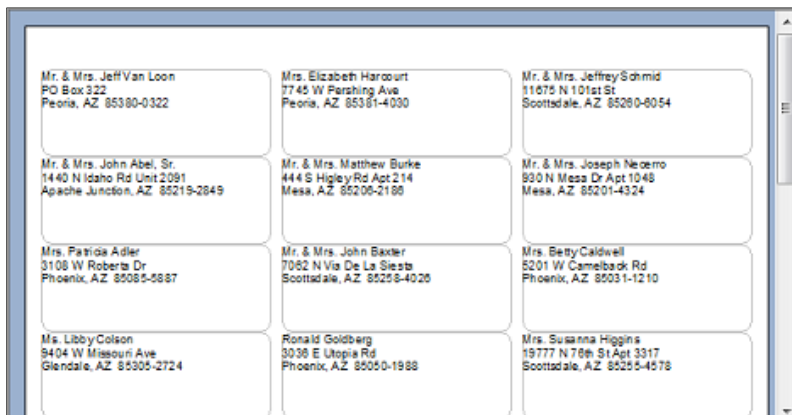 Mr. & Mrs. Jeff Van Loon
PO Box 322
Peoria, AZ 85380-0322
Mrs. Elizabeth Harcourt
7745 W Pershing Ave
Peoria, AZ 85381-4030
Mr. & Mrs. Jeffrey Schmid
11675 N 101st St
Scottsdale, AZ 85260-6054
Mr. & Mrs. John Abel, Sr.
1440 N Idaho Rd Unit 2091
Apache Junction, AZ 85219-2849
Mr. & Mrs. Matthew Burke
444 S Higley Rd Apt 214
Mesa, AZ 85206-2186
Mr. & Mrs. Joseph Necerro
930 N Mesa Dr Apt 1048
Mesa, AZ 85201-4324
Mrs. Patricia Adler
3108 W Roberta Dr
Phoenix, AZ 85085-5887
Mr. & Mrs. John Baxter
7062 N Via De La Siesta
Scottsdale, AZ 85258-4026
Mrs. Betty Caldwell
5201 W Camelback Rd
Phoenix, AZ 85031-1210
Ms. Libby Colson
9404 W Missouri Ave
Glendale, AZ 85305-2724
Ronald Goldberg
3036 E Utopia Rd
Phoenix, AZ 85050-1988
Mrs. Susanna Higgins
19777 N 76th St Apt 3317
Scottsdale, AZ 85255-4578